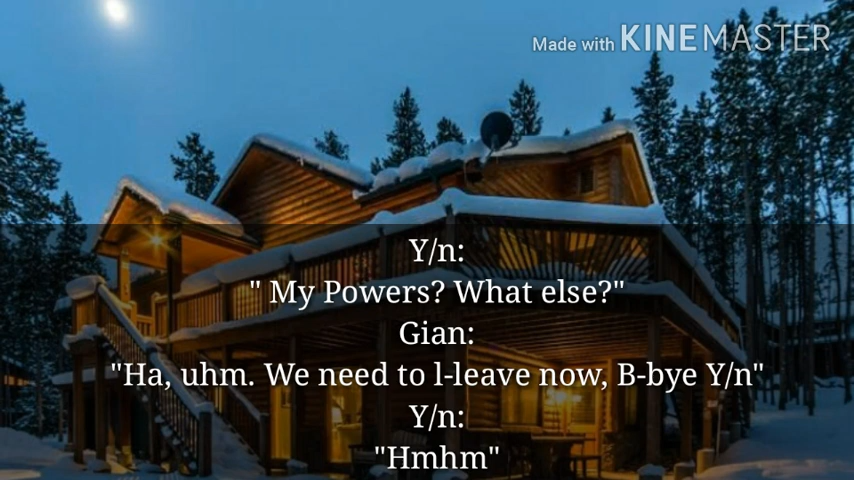 Made with KINEMASTER
Y/n:
" My Powers? What else?"
Gian:
"Ha, uhm. We need to l-leave now, B-bye Y/n"
Y/n:
"Hmhm"